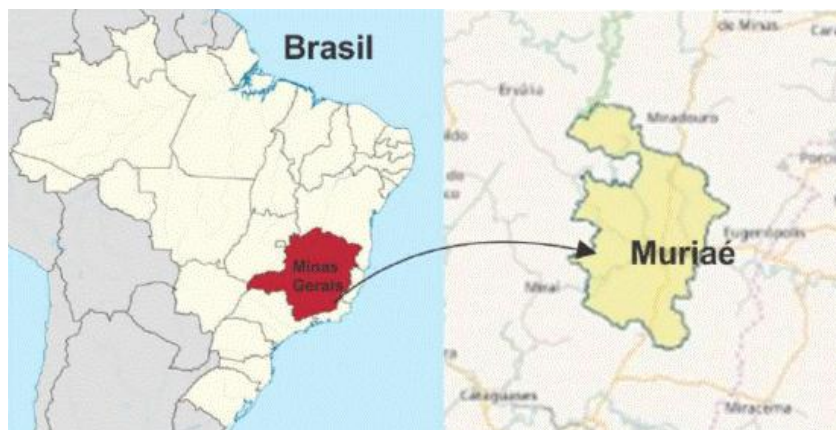 Brasil
Minas
Gerais
de Minas
Ervália
Miradouro
Eugenópolis
Muriaé
Miraí
Cataguases
Miracema